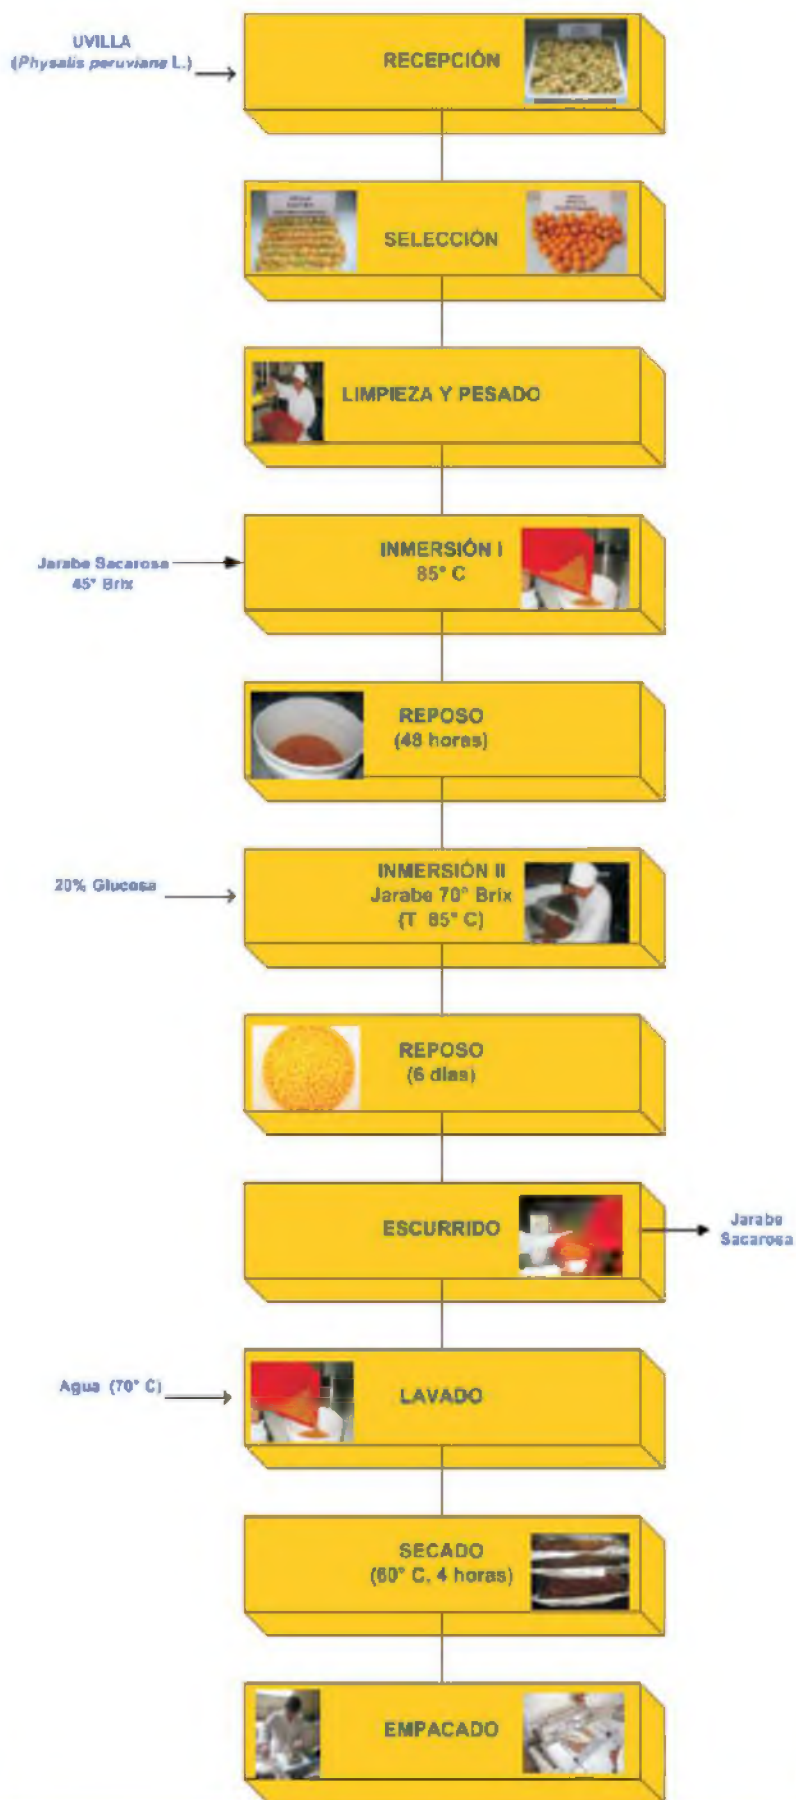 UVILLA
(Physalis peruviana L.)
RECEPCIÓN
SELECCIÓN
LIMPIEZA Y PESADO
Jarabe Sacarosa
45° Brix
INMERSIÓN I
85° C
REPOSO
(48 horas)
20% Glucosa
INMERSIÓN II
Jarabe 70° Brix
(T 85° C)
REPOSO
(6 días)
ESCURRIDO
Jarabe
Sacarosa
Agua (70° C)
LAVADO
SECADO
(60° C, 4 horas)
EMPACADO